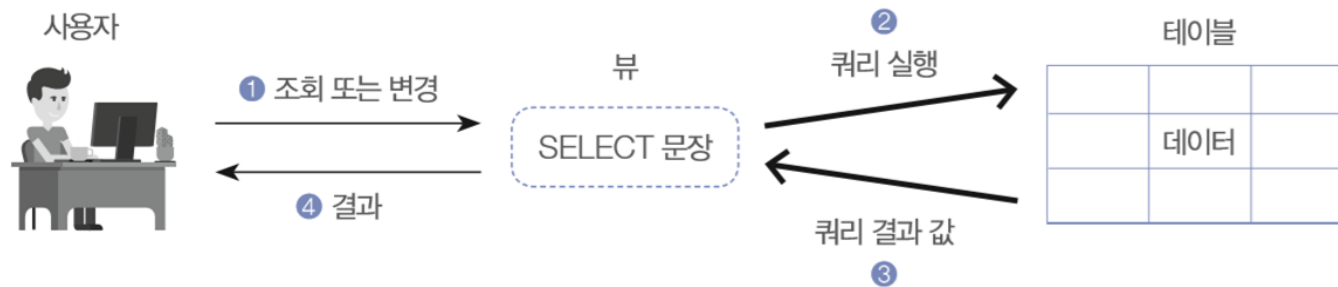 사용자
❶ 조회 또는 변경
❹ 결과
뷰
SELECT 문장
❷
쿼리 실행
쿼리 결과 값
❸
테이블
데이터